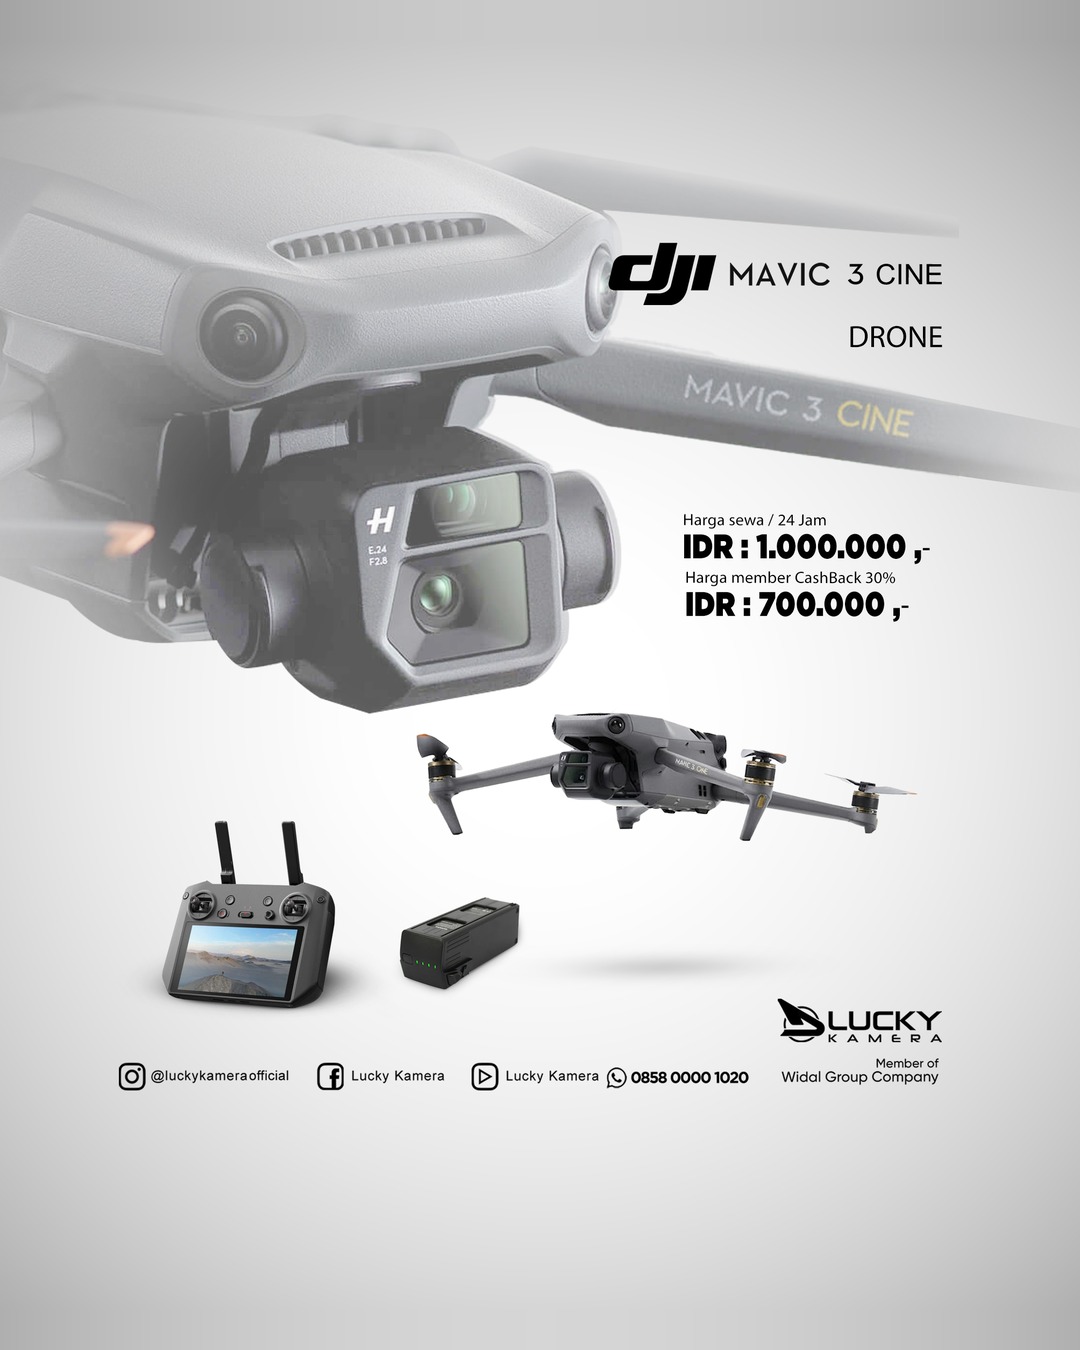 dji MAVIC 3 CINE
DRONE
MAVIC 3 CINE
H
E.24
F2.8
Harga sewa / 24 Jam
IDR : 1.000.000 ,-
Harga member CashBack 30%
IDR : 700.000 ,-
MAVIC 3 CINE
LUCKY
KAMERA
Member of
Widal Group Company
@luckykameraofficial
Lucky Kamera
Lucky Kamera
0858 0000 1020